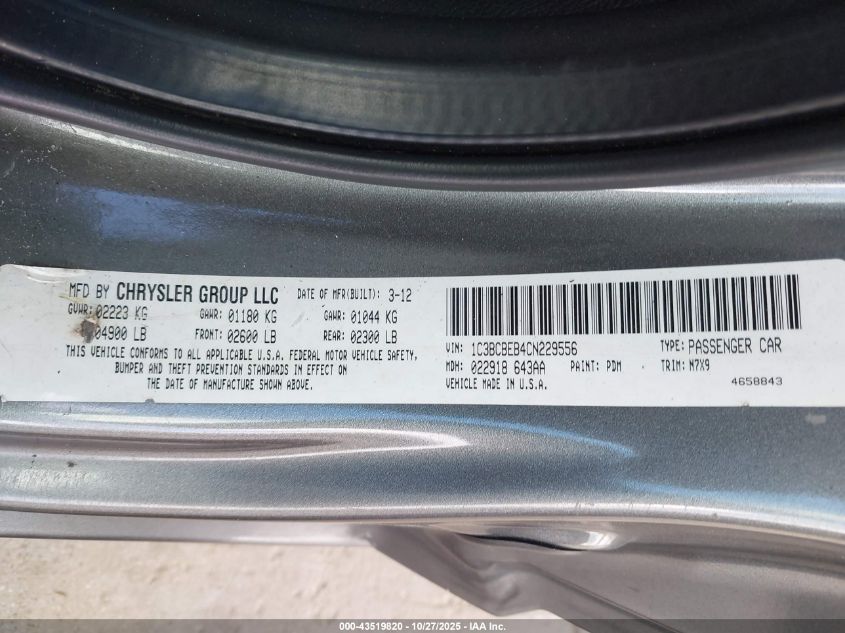 MFD BY CHRYSLER GROUP LLC DATE OF MFR(BUILT): 3-12
GVWR: 02223 KG GAWR: 01180 KG GAWR: 01044 KG
04900 LB FRONT: 02600 LB REAR: 02300 LB
THIS VEHICLE CONFORMS TO ALL APPLICABLE U.S.A. FEDERAL MOTOR VEHICLE SAFETY,
BUMPER AND THEFT PREVENTION STANDARDS IN EFFECT ON
THE DATE OF MANUFACTURE SHOWN ABOVE.
VIN: 1C3BCBEB4CN229556 TYPE: PASSENGER CAR
MDH: 022918 643AA PAINT: PDM TRIM: N7X9
VEHICLE MADE IN U.S.A. 4658843
000-43519820 | 10/27/2025 | IAA Inc.